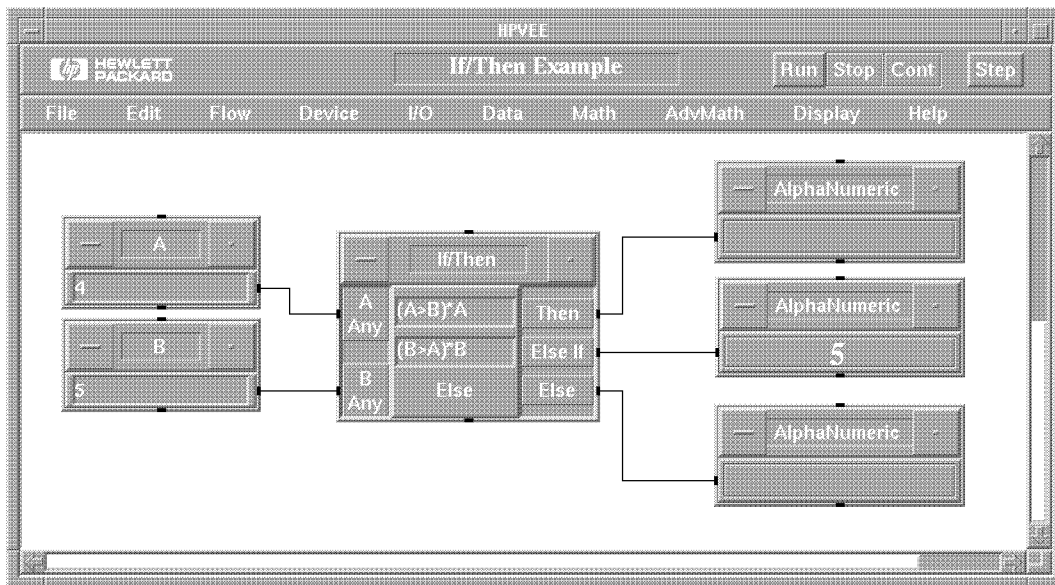 HPVEE
hp HEWLETT
PACKARD
If/Then Example
Run Stop Cont Step
File Edit Flow Device I/O Data Math AdvMath Display Help
A
4
B
5
If/Then
A
Any
(A>B)*A
Then
(B>A)*B
Else If
B
Any
Else
Else
AlphaNumeric
AlphaNumeric
5
AlphaNumeric